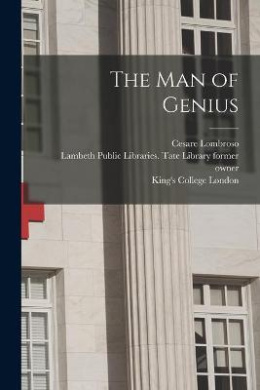 The Man of
Genius
Cesare Lombroso
Lambeth Public Libraries. Tate Library former
owner
King's College London